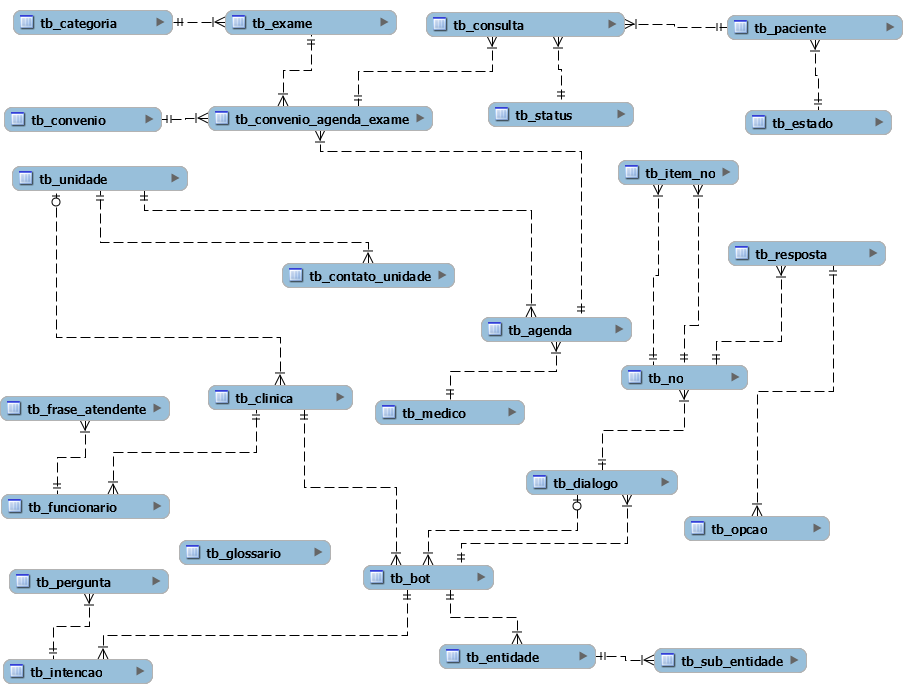 tb_categoria
tb_exame
tb_consulta
tb_paciente
tb_convenio
tb_convenio_agenda_exame
tb_status
tb_estado
tb_unidade
tb_item_no
tb_contato_unidade
tb_resposta
tb_agenda
tb_no
tb_clinica
tb_frase_atendente
tb_medico
tb_funcionario
tb_dialogo
tb_opcao
tb_glossario
tb_pergunta
tb_bot
tb_intencao
tb_entidade
tb_sub_entidade